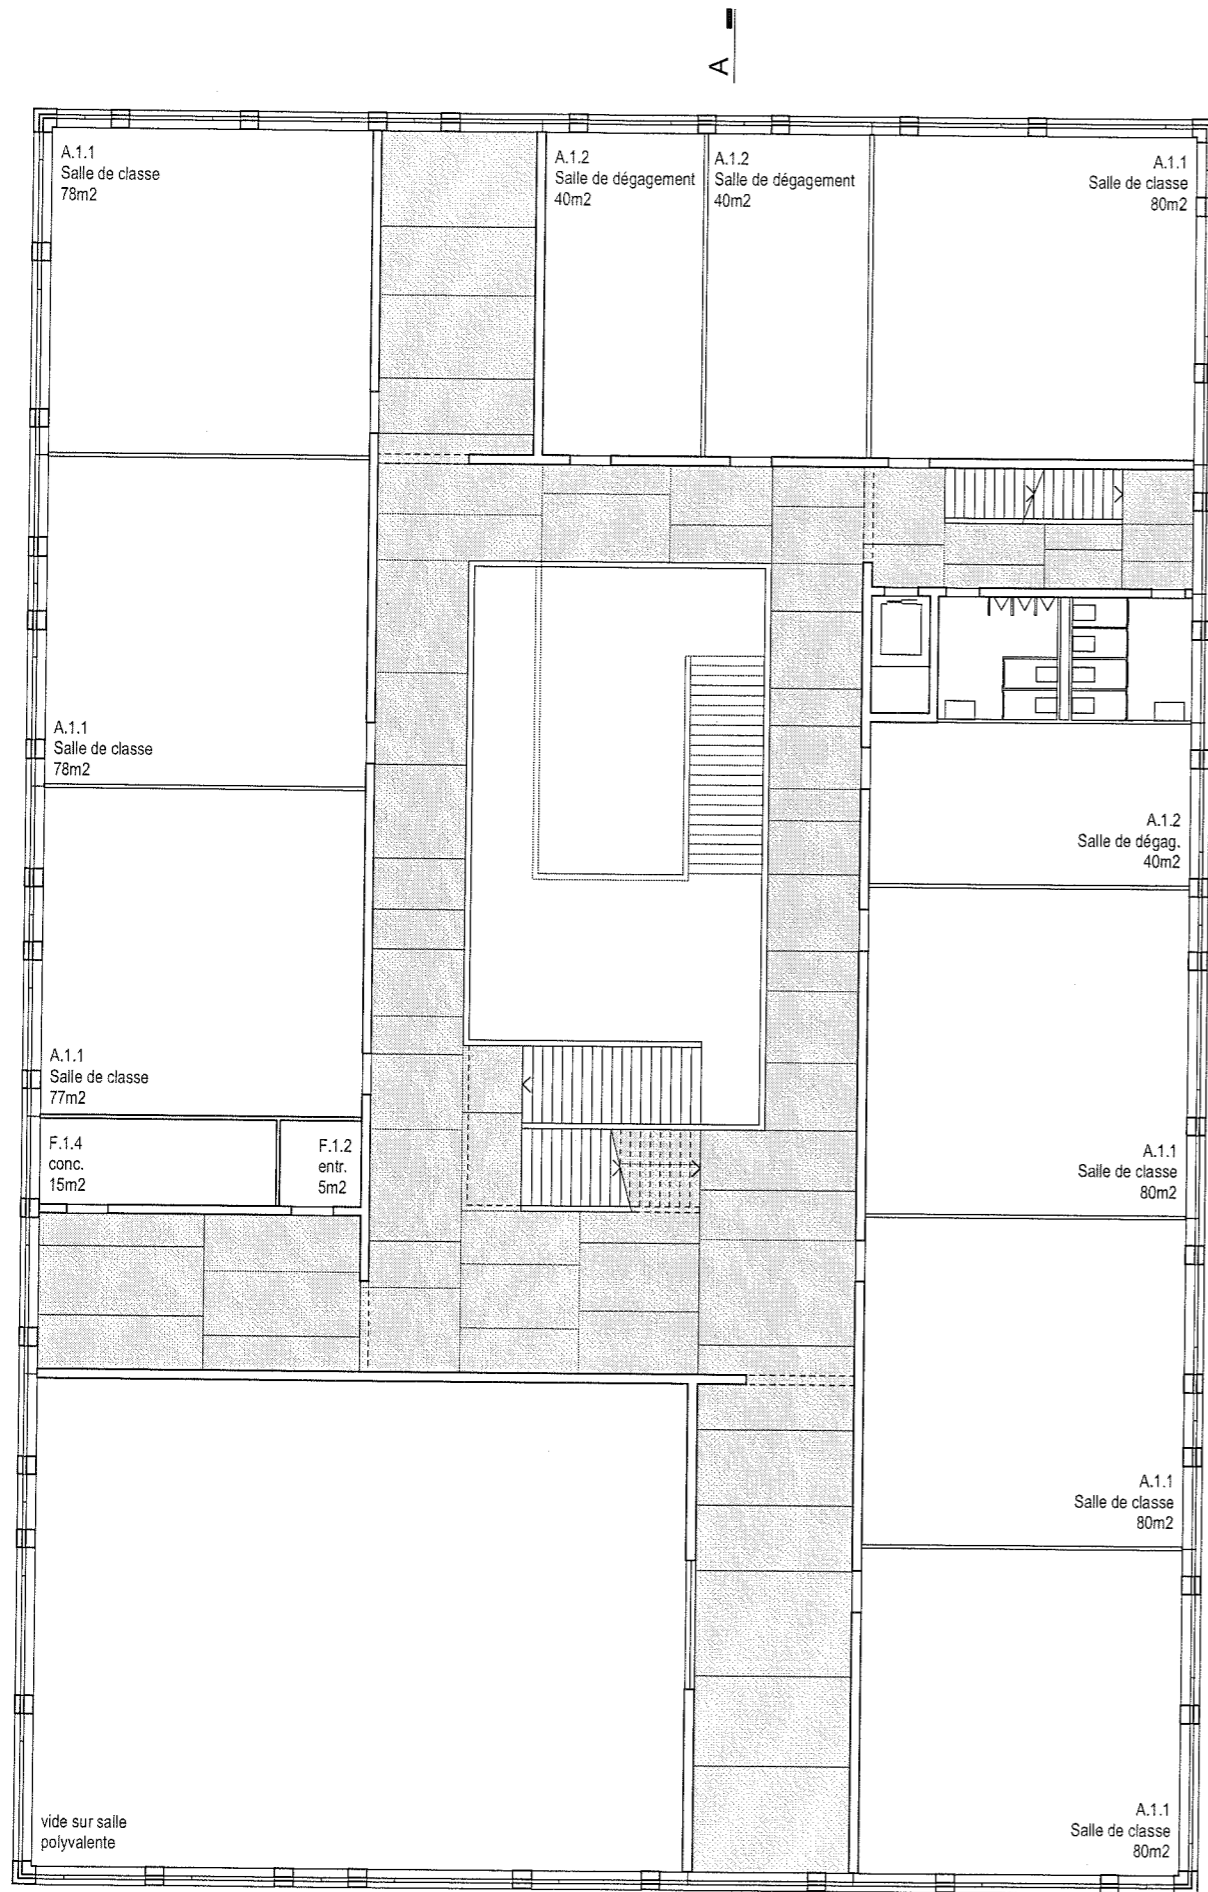 A
A.1.1
Salle de classe
78m2
A.1.2
Salle de dégagement
40m2
A.1.2
Salle de dégagement
40m2
A.1.1
Salle de classe
80m2
A.1.1
Salle de classe
78m2
A.1.2
Salle de dégag.
40m2
A.1.1
Salle de classe
77m2
F.1.4
conc.
15m2
F.1.2
entr.
5m2
A.1.1
Salle de classe
80m2
A.1.1
Salle de classe
80m2
vide sur salle
polyvalente
A.1.1
Salle de classe
80m2